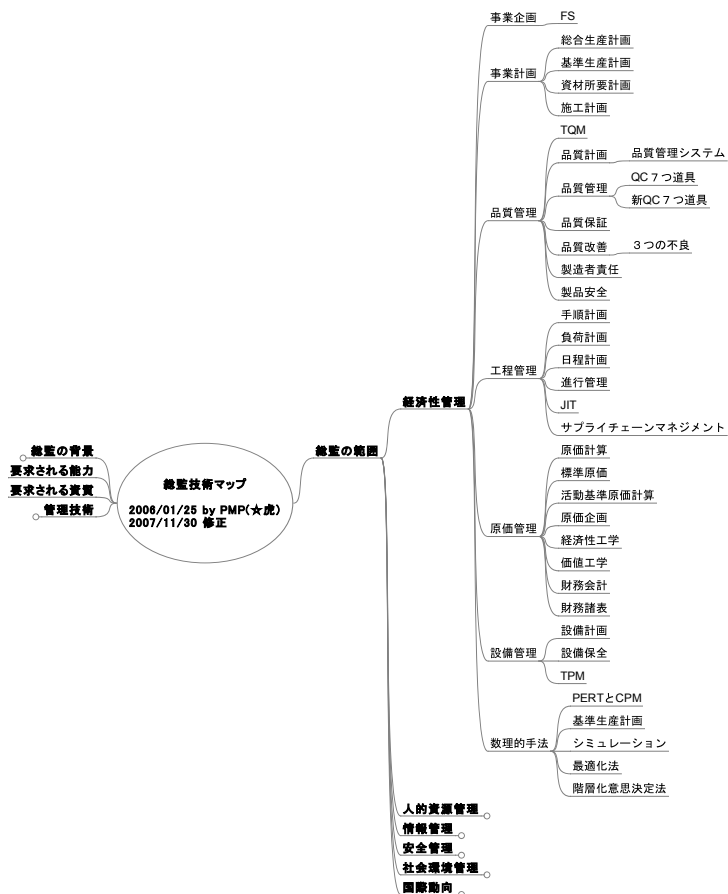 総監技術マップ
2006/01/25 by PMP(☆虎)
2007/11/30 修正
総監の背景
要求される能力
要求される資質
管理技術
総監の範囲
経済性管理
事業企画
FS
事業計画
総合生産計画
基準生産計画
資材所要計画
施工計画
品質管理
TQM
品質計画
品質管理システム
品質管理
QC７つ道具
新QC７つ道具
品質保証
品質改善
３つの不良
製造者責任
製品安全
工程管理
手順計画
負荷計画
日程計画
進行管理
JIT
サプライチェーンマネジメント
原価管理
原価計算
標準原価
活動基準原価計算
原価企画
経済性工学
価値工学
財務会計
財務諸表
設備管理
設備計画
設備保全
TPM
数理的手法
PERTとCPM
基準生産計画
シミュレーション
最適化法
階層化意思決定法
人的資源管理
情報管理
安全管理
社会環境管理
国際動向